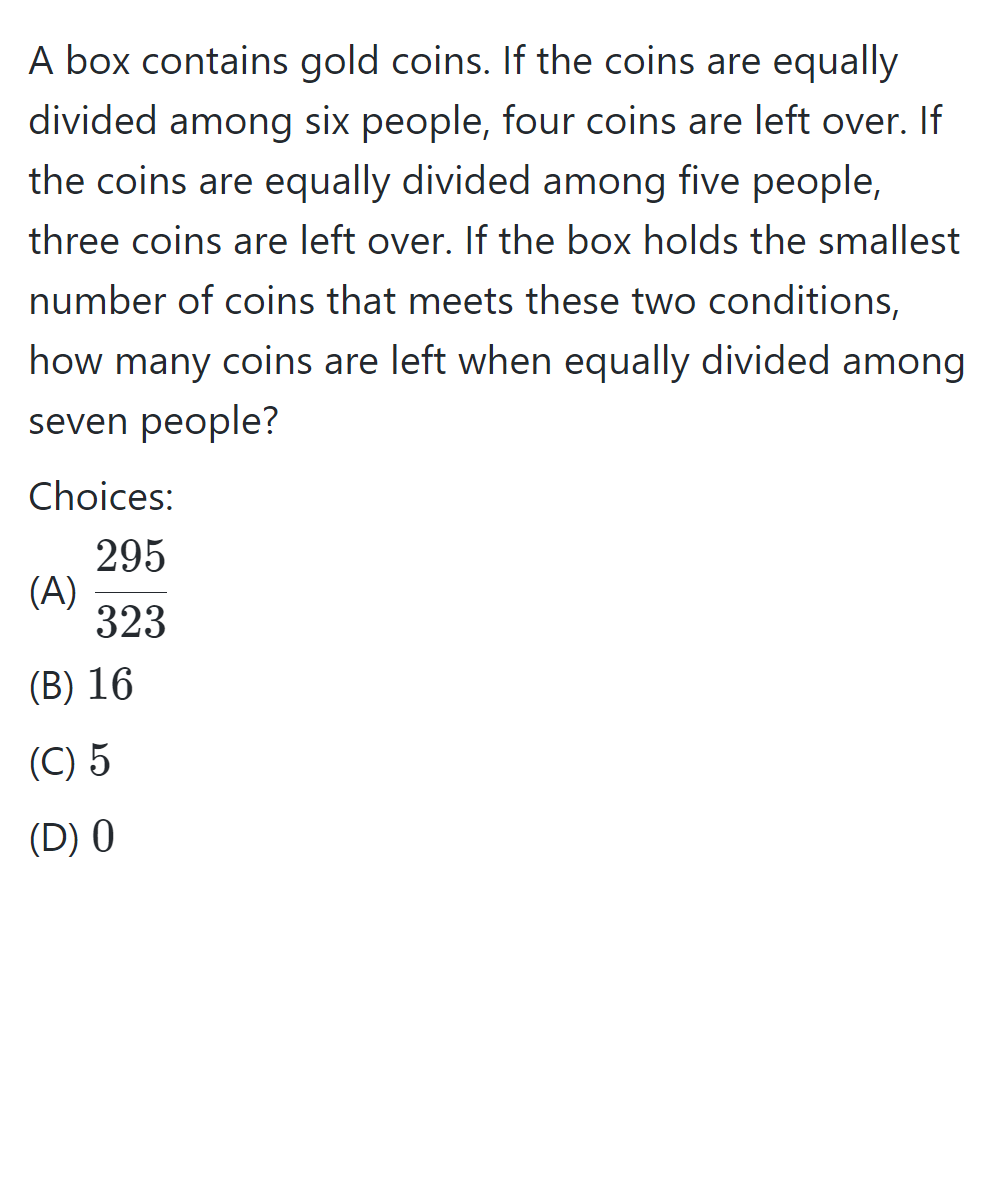 A box contains gold coins. If the coins are equally
divided among six people, four coins are left over. If
the coins are equally divided among five people,
three coins are left over. If the box holds the smallest
number of coins that meets these two conditions,
how many coins are left when equally divided among
seven people?
Choices:
(A) \frac{295}{323}
(B) 16
(C) 5
(D) 0